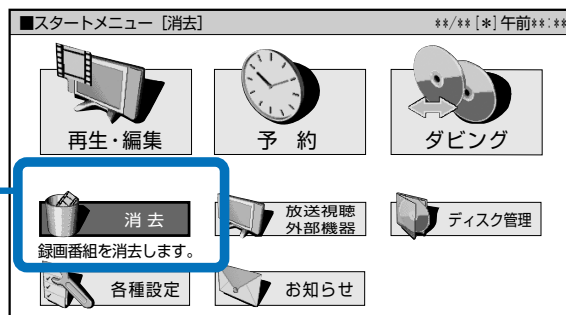 ■スタートメニュー [消去] **/** [*] 午前**:**
再生・編集
予 約
ダビング
消 去
録画番組を消去します。
放送視聴
外部機器
ディスク管理
各種設定
お知らせ